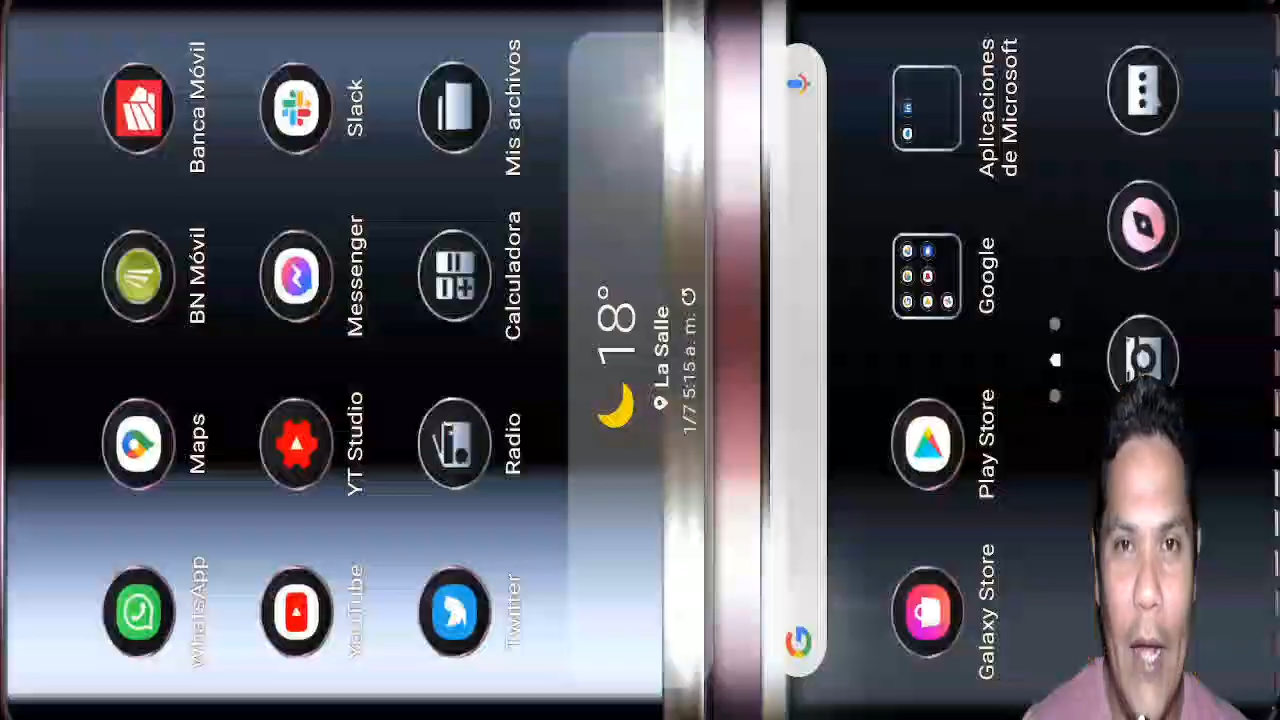 WhatsApp
Maps
BN Móvil
Banca Móvil
YouTube
YT Studio
Messenger
Slack
Twitter
Radio
Calculadora
Mis archivos
18°
La Salle
1/7 5:15 a. m.
Galaxy Store
Play Store
Google
Aplicaciones
de Microsoft